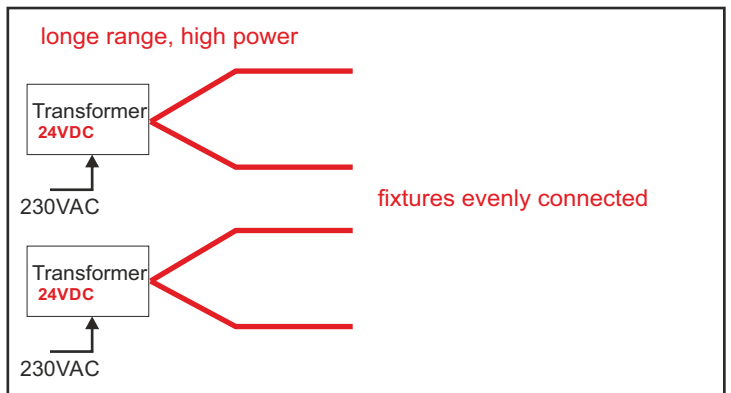 longe range, high power
Transformer
24VDC
230VAC
fixtures evenly connected
Transformer
24VDC
230VAC